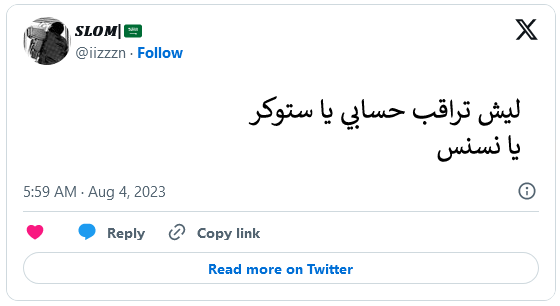 SLOM|🇸🇦
@iizzzn · Follow
ليش تراقب حسابي يا ستوكر
يا نسنس
5:59 AM · Aug 4, 2023
Reply Copy link
Read more on Twitter